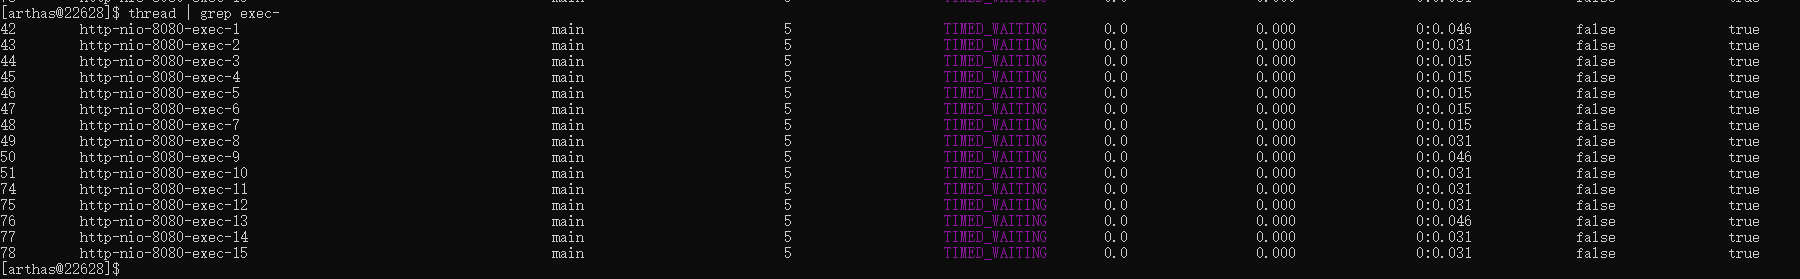 [arthas@22628]$ thread | grep exec-
42 http-nio-8080-exec-1 main 5 TIMED_WAITING 0.0 0.000 0:0.046 false true
43 http-nio-8080-exec-2 main 5 TIMED_WAITING 0.0 0.000 0:0.031 false true
44 http-nio-8080-exec-3 main 5 TIMED_WAITING 0.0 0.000 0:0.015 false true
45 http-nio-8080-exec-4 main 5 TIMED_WAITING 0.0 0.000 0:0.015 false true
46 http-nio-8080-exec-5 main 5 TIMED_WAITING 0.0 0.000 0:0.015 false true
47 http-nio-8080-exec-6 main 5 TIMED_WAITING 0.0 0.000 0:0.015 false true
48 http-nio-8080-exec-7 main 5 TIMED_WAITING 0.0 0.000 0:0.015 false true
49 http-nio-8080-exec-8 main 5 TIMED_WAITING 0.0 0.000 0:0.031 false true
50 http-nio-8080-exec-9 main 5 TIMED_WAITING 0.0 0.000 0:0.046 false true
51 http-nio-8080-exec-10 main 5 TIMED_WAITING 0.0 0.000 0:0.031 false true
74 http-nio-8080-exec-11 main 5 TIMED_WAITING 0.0 0.000 0:0.031 false true
75 http-nio-8080-exec-12 main 5 TIMED_WAITING 0.0 0.000 0:0.031 false true
76 http-nio-8080-exec-13 main 5 TIMED_WAITING 0.0 0.000 0:0.046 false true
77 http-nio-8080-exec-14 main 5 TIMED_WAITING 0.0 0.000 0:0.031 false true
78 http-nio-8080-exec-15 main 5 TIMED_WAITING 0.0 0.000 0:0.031 false true
[arthas@22628]$